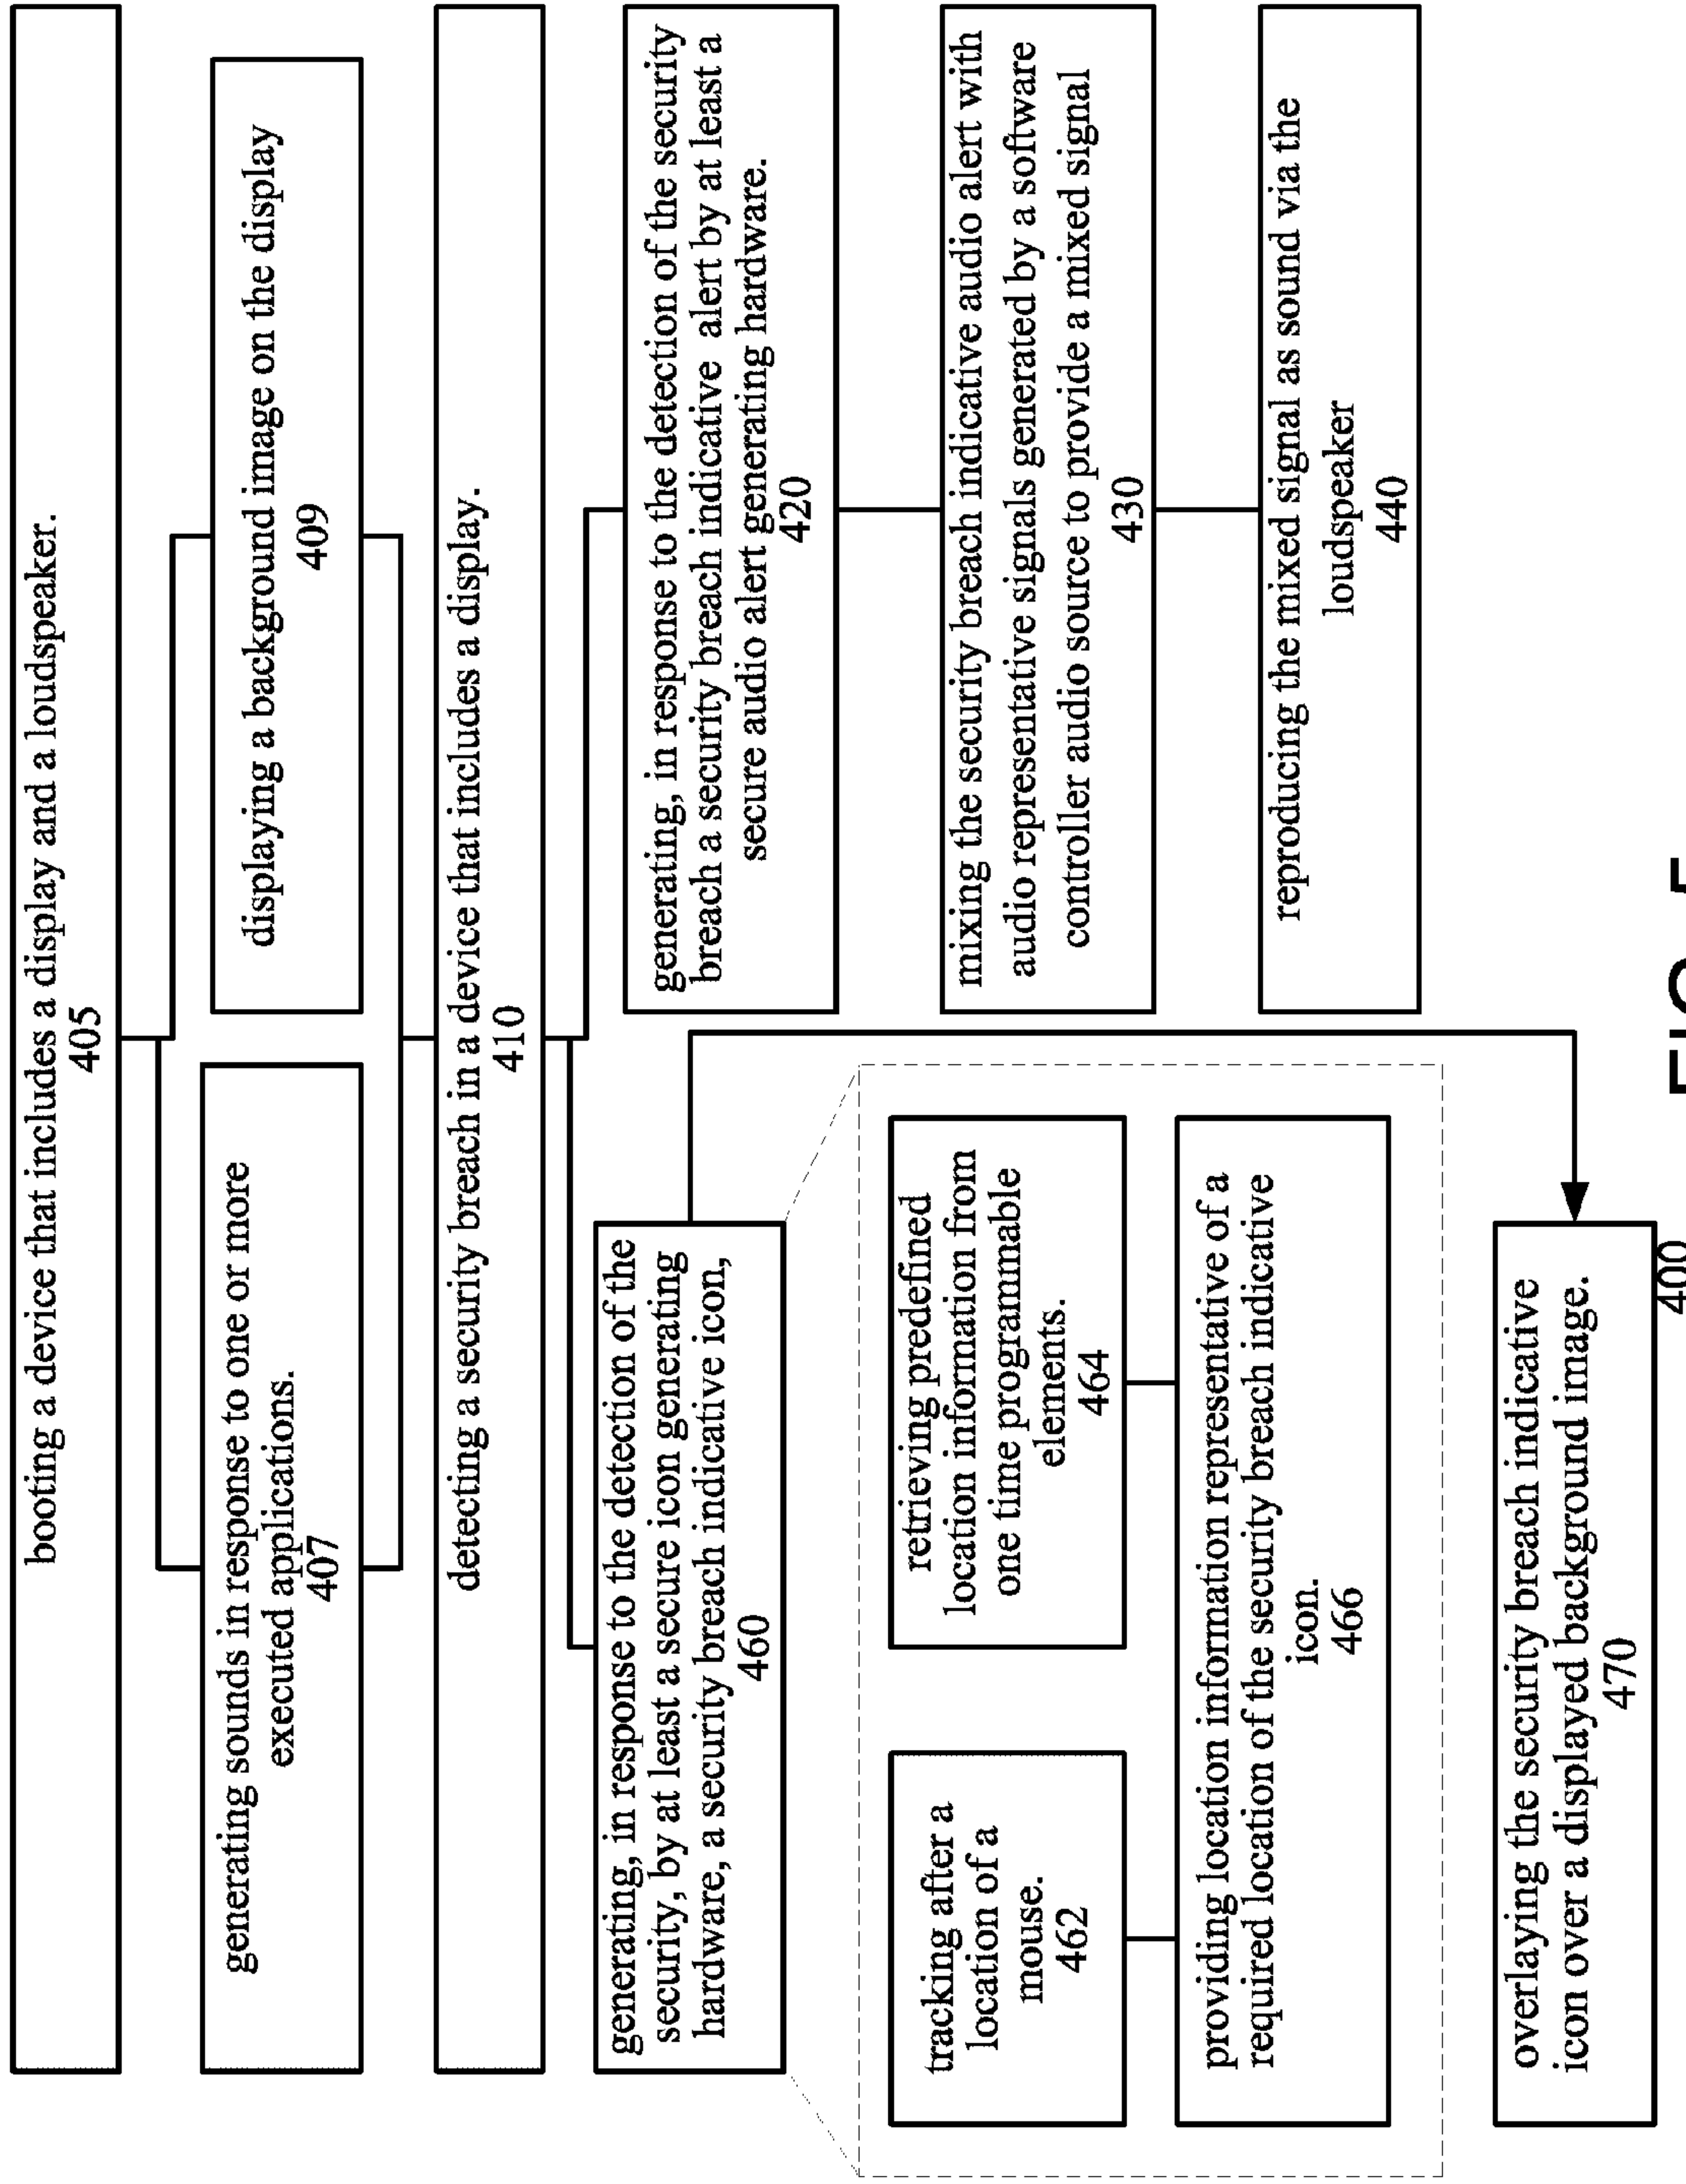 booting a device that includes a display and a loudspeaker.
405
generating sounds in response to one or more
executed applications.
407
displaying a background image on the display
409
detecting a security breach in a device that includes a display.
410
generating, in response to the detection of the
security, by at least a secure icon generating
hardware, a security breach indicative icon,
460
generating, in response to the detection of the security
breach a security breach indicative alert by at least a
secure audio alert generating hardware.
420
tracking after a
location of a
mouse.
462
retrieving predefined
location information from
one time programmable
elements.
464
mixing the security breach indicative audio alert with
audio representative signals generated by a software
controller audio source to provide a mixed signal
430
providing location information representative of a
required location of the security breach indicative
icon.
466
reproducing the mixed signal as sound via the
loudspeaker
440
overlaying the security breach indicative
icon over a displayed background image.
470
400